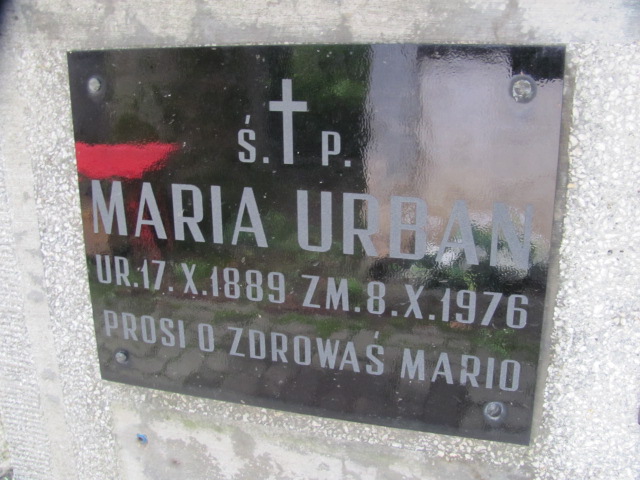 Ś. P.
MARIA URBAN
UR.17.X.1889 ZM.8.X.1976
PROSI O ZDROWAŚ MARIO